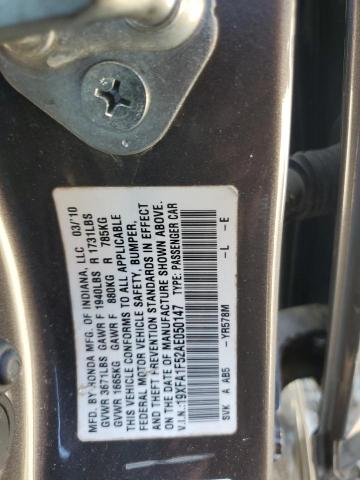 MFD. BY HONDA MFG. OF INDIANA, LLC 03/'10
GVWR 3671LBS GAWR F 1940LBS R 1731LBS
GVWR 1665KG GAWR F 880KG R 785KG
THIS VEHICLE CONFORMS TO ALL APPLICABLE
FEDERAL MOTOR VEHICLE SAFETY, BUMPER,
AND THEFT PREVENTION STANDARDS IN EFFECT
ON THE DATE OF MANUFACTURE SHOWN ABOVE.
V.I.N.: 19XFA1F52AE050147 TYPE: PASSENGER CAR
SVK A AB5 -YR578M -L -E